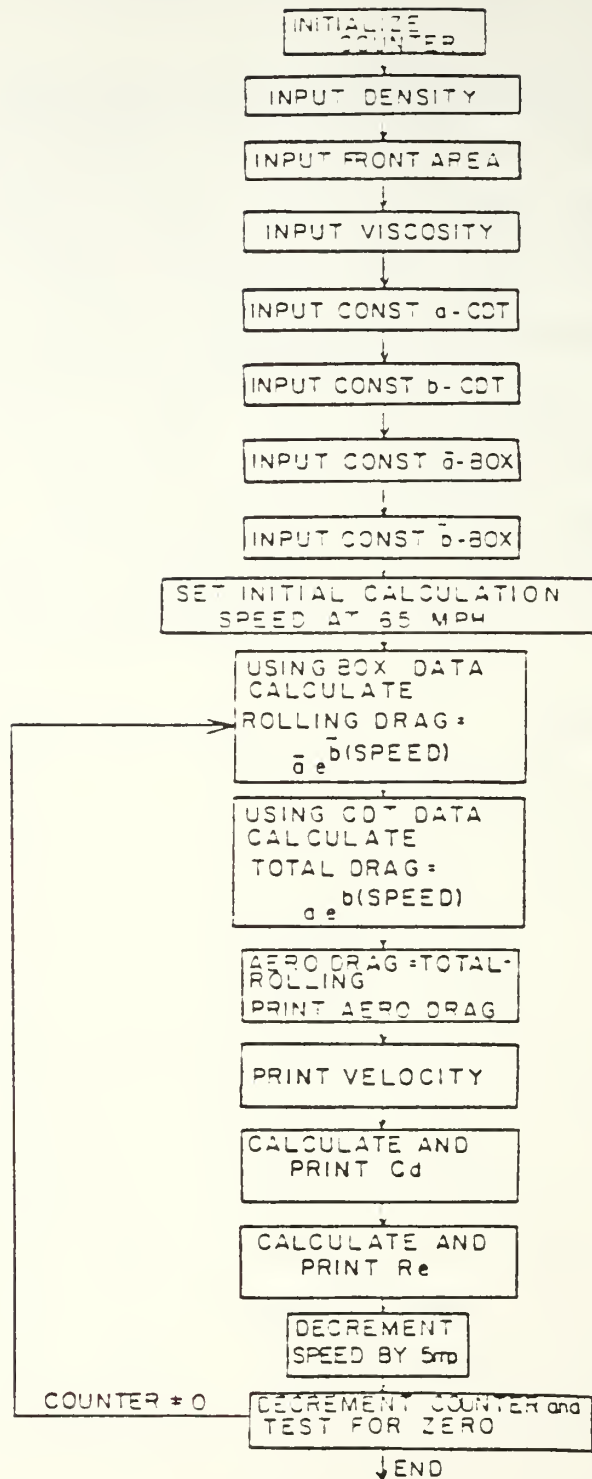 INITIALIZE
COUNTER
INPUT DENSITY
INPUT FRONT AREA
INPUT VISCOSITY
INPUT CONST a-CDT
INPUT CONST b-CDT
INPUT CONST ā-BOX
INPUT CONST b̄-BOX
SET INITIAL CALCULATION
SPEED AT 65 MPH
USING BOX DATA
CALCULATE
ROLLING DRAG =
ā e b̄(SPEED)
USING CDT DATA
CALCULATE
TOTAL DRAG =
a e b(SPEED)
AERO DRAG = TOTAL-
ROLLING
PRINT AERO DRAG
PRINT VELOCITY
CALCULATE AND
PRINT Cd
CALCULATE AND
PRINT Re
DECREMENT
SPEED BY 5mp
COUNTER ≠ 0
DECREMENT COUNTER and
TEST FOR ZERO
END